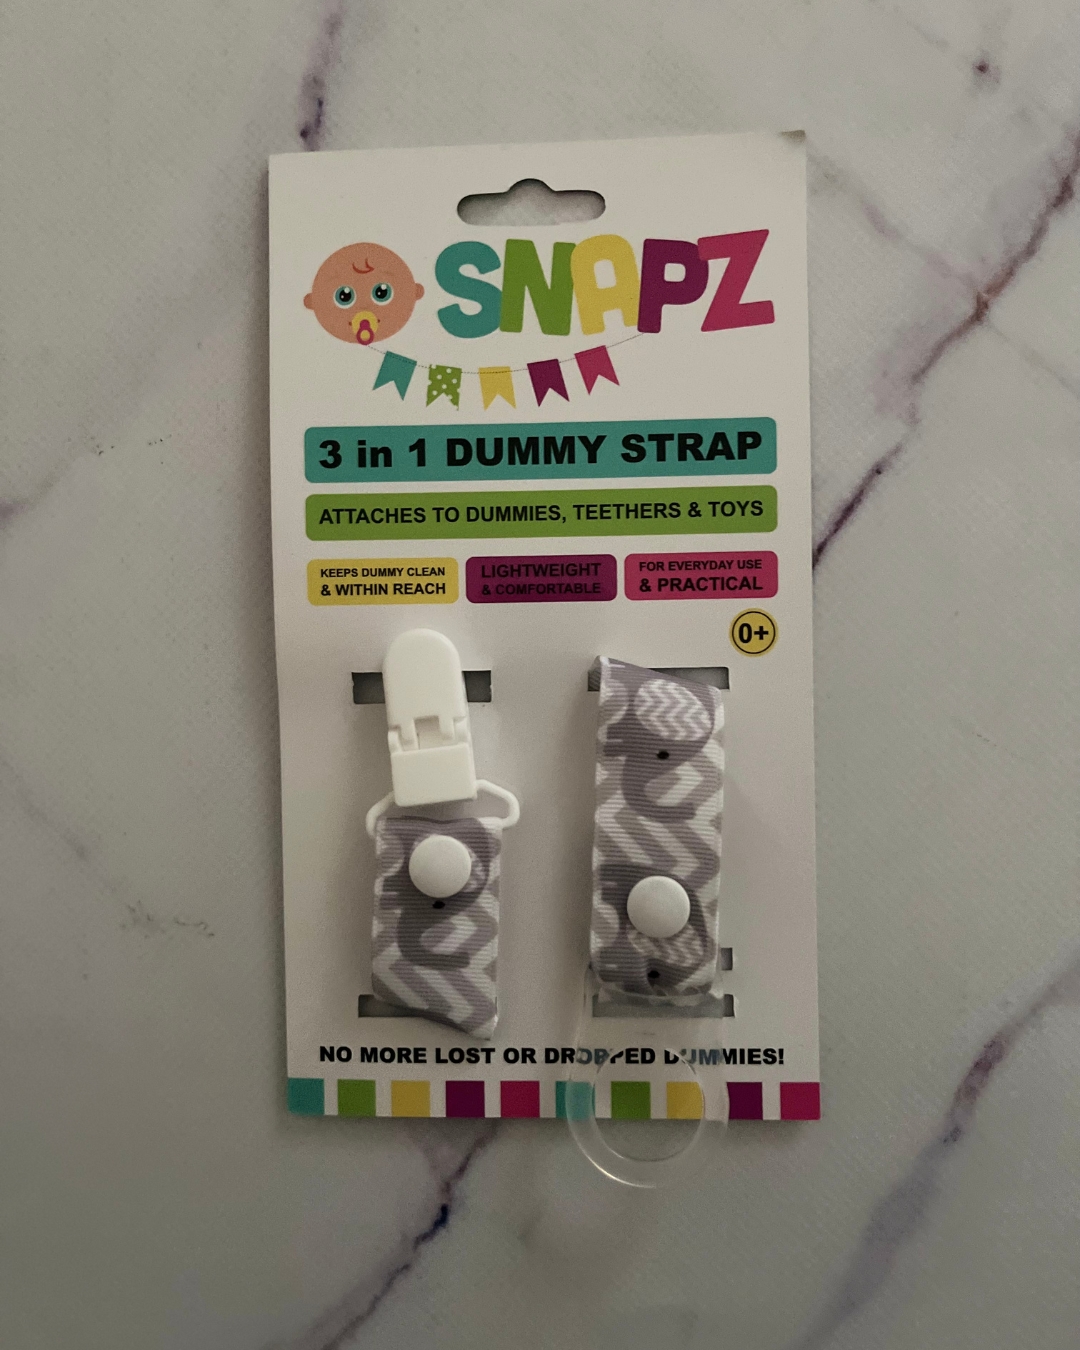 SNAPZ
3 in 1 DUMMY STRAP
ATTACHES TO DUMMIES, TEETHERS & TOYS
KEEPS DUMMY CLEAN
& WITHIN REACH
LIGHTWEIGHT
& COMFORTABLE
FOR EVERYDAY USE
& PRACTICAL
0+
NO MORE LOST OR DROPPED DUMMIES!